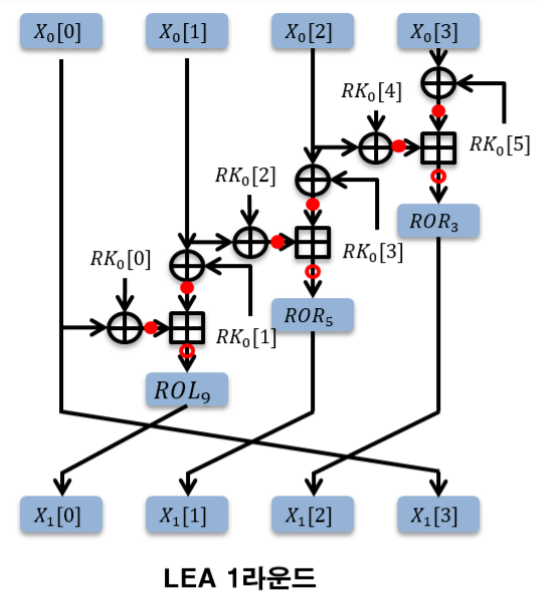 X₀[0] X₀[1] X₀[2] X₀[3]
RK₀[4]
RK₀[5]
RK₀[2]
RK₀[3]
ROR₃
RK₀[0]
RK₀[1]
ROR₅
ROL₉
X₁[0] X₁[1] X₁[2] X₁[3]
LEA 1라운드